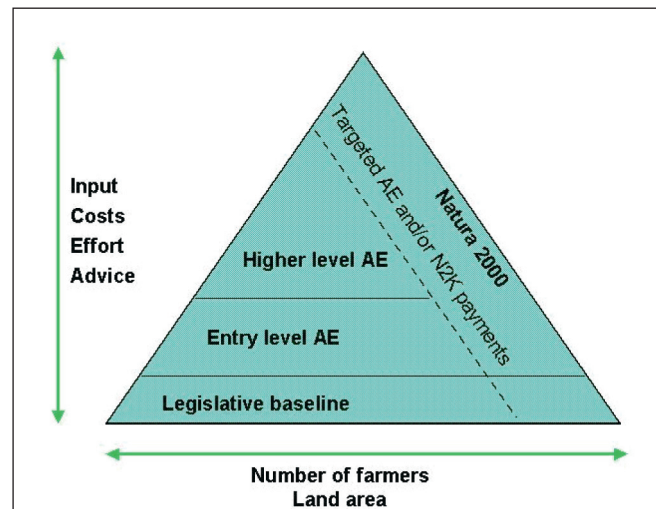 Input
Costs
Effort
Advice
Targeted AE and/or N2K payments
Natura 2000
Higher level AE
Entry level AE
Legislative baseline
Number of farmers
Land area